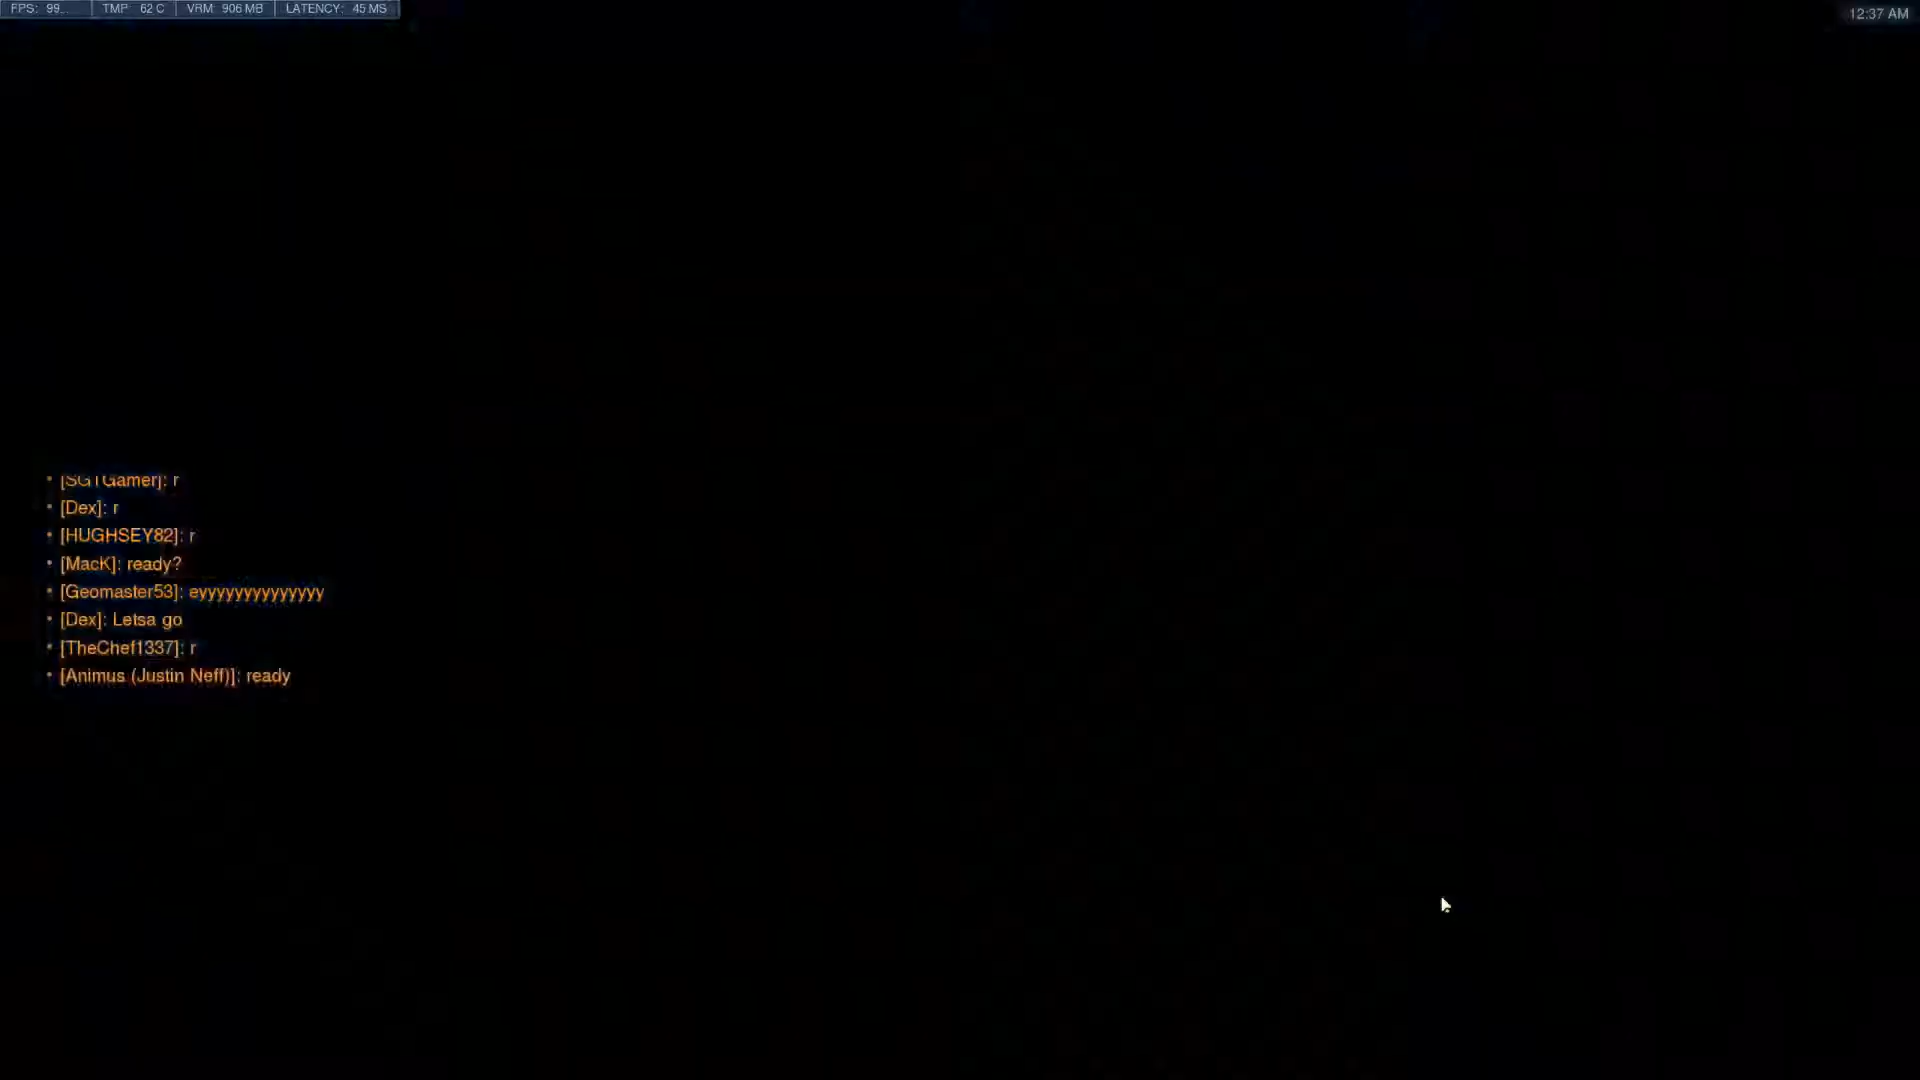 FPS: 99... TMP 62 C VRM: 906 MB LATENCY: 45 MS
12:37 AM
• [SGTGamer]: r
• [Dex]: r
• [HUGHSEY82]: r
• [MacK]: ready?
• [Geomaster53]: eyyyyyyyyyyyyyy
• [Dex]: Letsa go
• [TheChef1337]: r
• [Animus (Justin Neff)]: ready